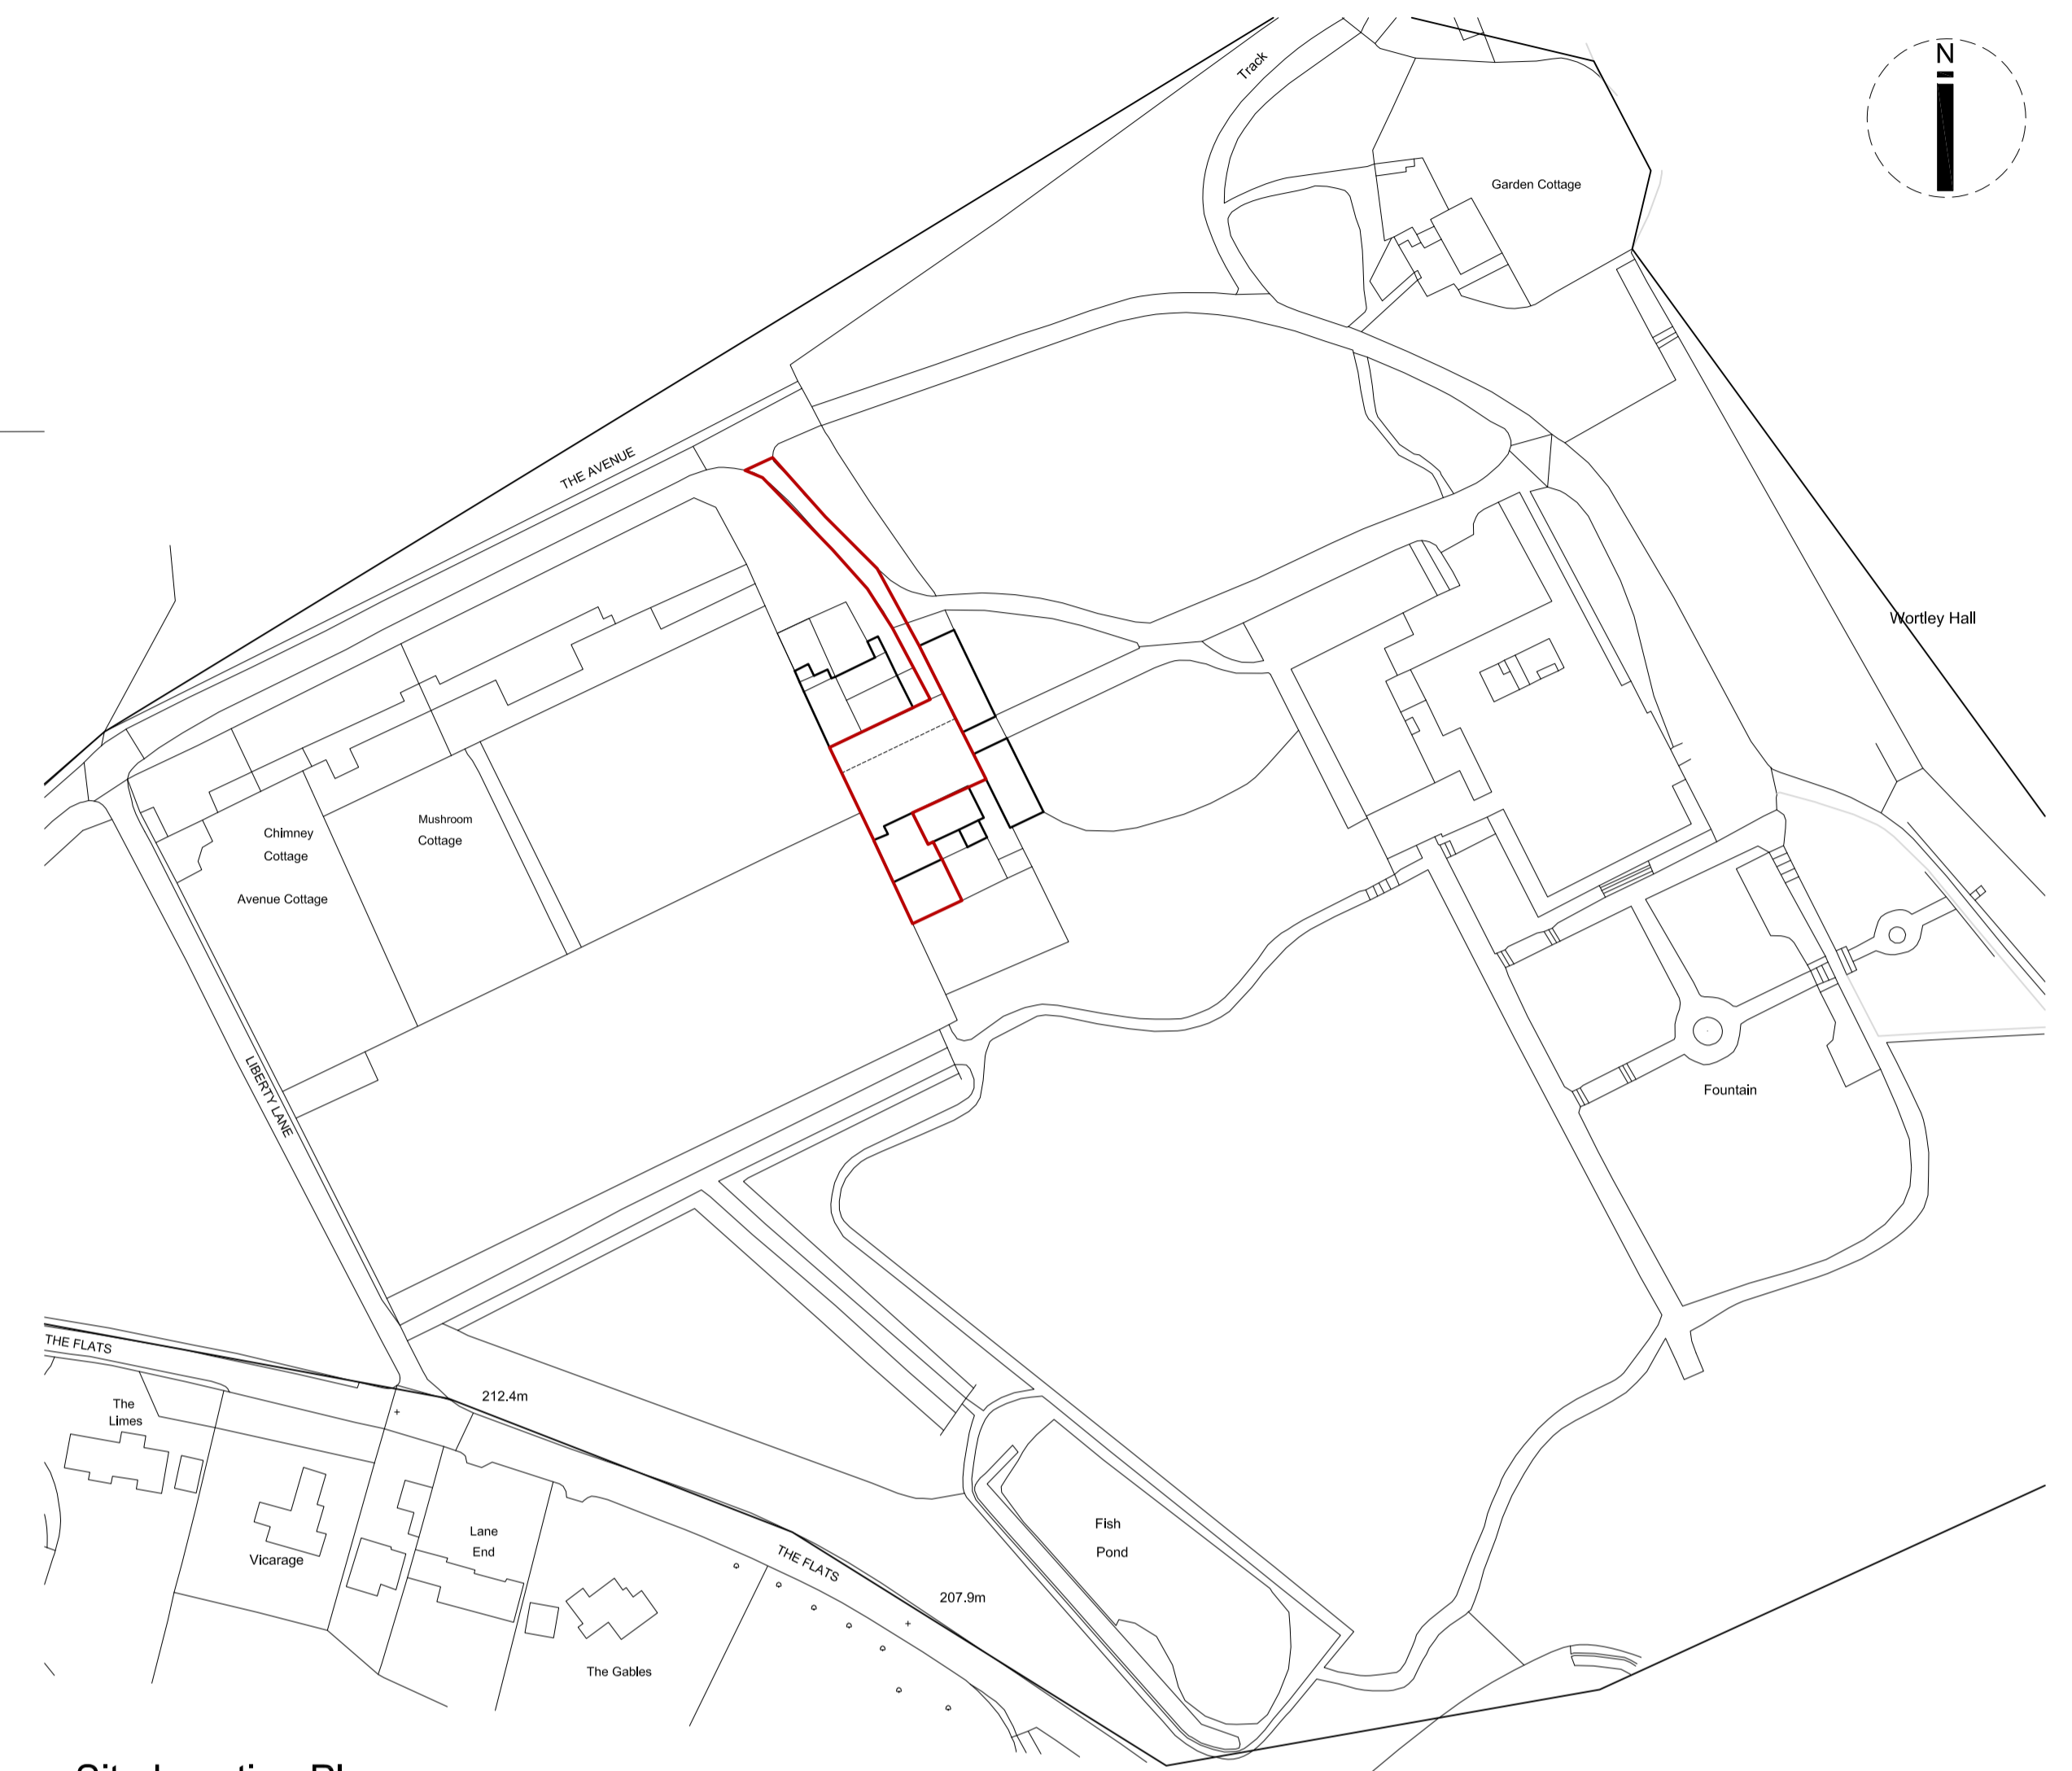 N
Track
Garden Cottage
THE AVENUE
Wortley Hall
Mushroom
Cottage
Chimney
Cottage
Avenue Cottage
LIBERTY LANE
Fountain
THE FLATS
212.4m
The
Limes
Vicarage
Lane
End
Fish
Pond
THE FLATS
207.9m
The Gables